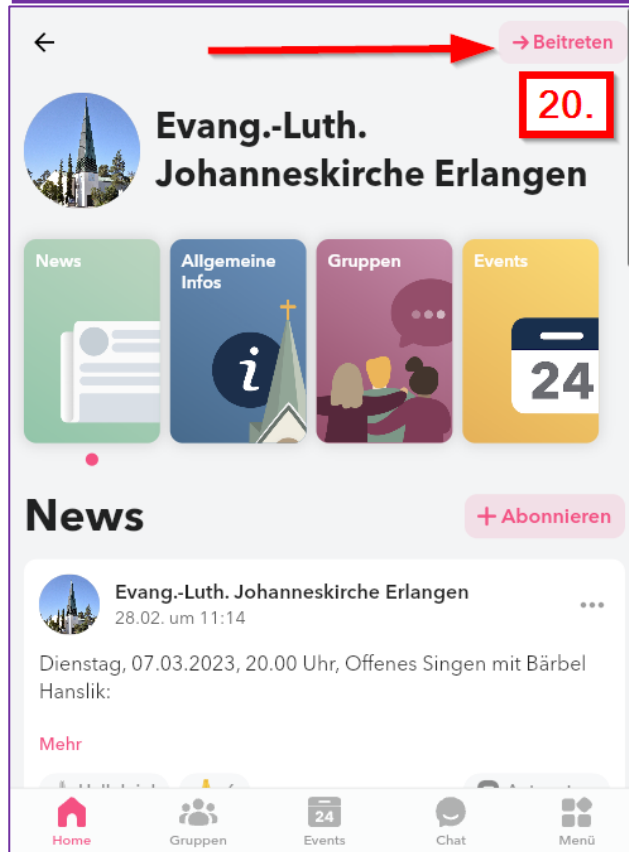 → Beitreten
20.
Evang.-Luth.
Johanneskirche Erlangen
News
Allgemeine
Infos
Gruppen
Events
i
24
News
+ Abonnieren
Evang.-Luth. Johanneskirche Erlangen
28.02. um 11:14
Dienstag, 07.03.2023, 20.00 Uhr, Offenes Singen mit Bärbel
Hanslik:
Mehr
24
Home
Gruppen
Events
Chat
Menü